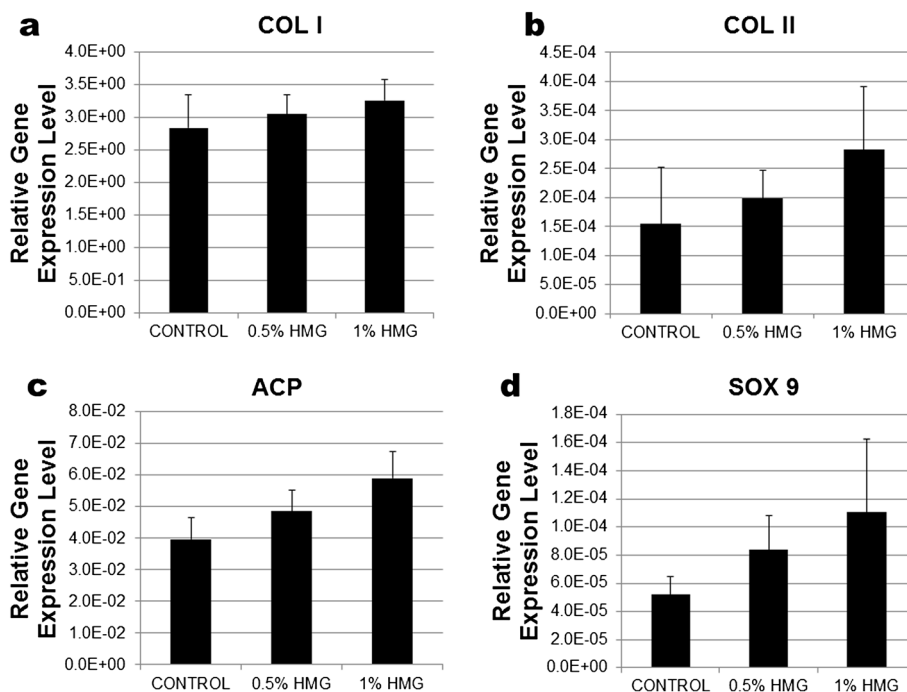 a
COL I
Relative Gene
Expression Level
4.0E+00
3.5E+00
3.0E+00
2.5E+00
2.0E+00
1.5E+00
1.0E+00
5.0E-01
0.0E+00
CONTROL
0.5% HMG
1% HMG
b
COL II
Relative Gene
Expression Level
4.5E-04
4.0E-04
3.5E-04
3.0E-04
2.5E-04
2.0E-04
1.5E-04
1.0E-04
5.0E-05
0.0E+00
CONTROL
0.5% HMG
1% HMG
c
ACP
Relative Gene
Expression Level
8.0E-02
7.0E-02
6.0E-02
5.0E-02
4.0E-02
3.0E-02
2.0E-02
1.0E-02
0.0E+00
CONTROL
0.5% HMG
1% HMG
d
SOX 9
Relative Gene
Expression Level
1.8E-04
1.6E-04
1.4E-04
1.2E-04
1.0E-04
8.0E-05
6.0E-05
4.0E-05
2.0E-05
0.0E+00
CONTROL
0.5% HMG
1% HMG